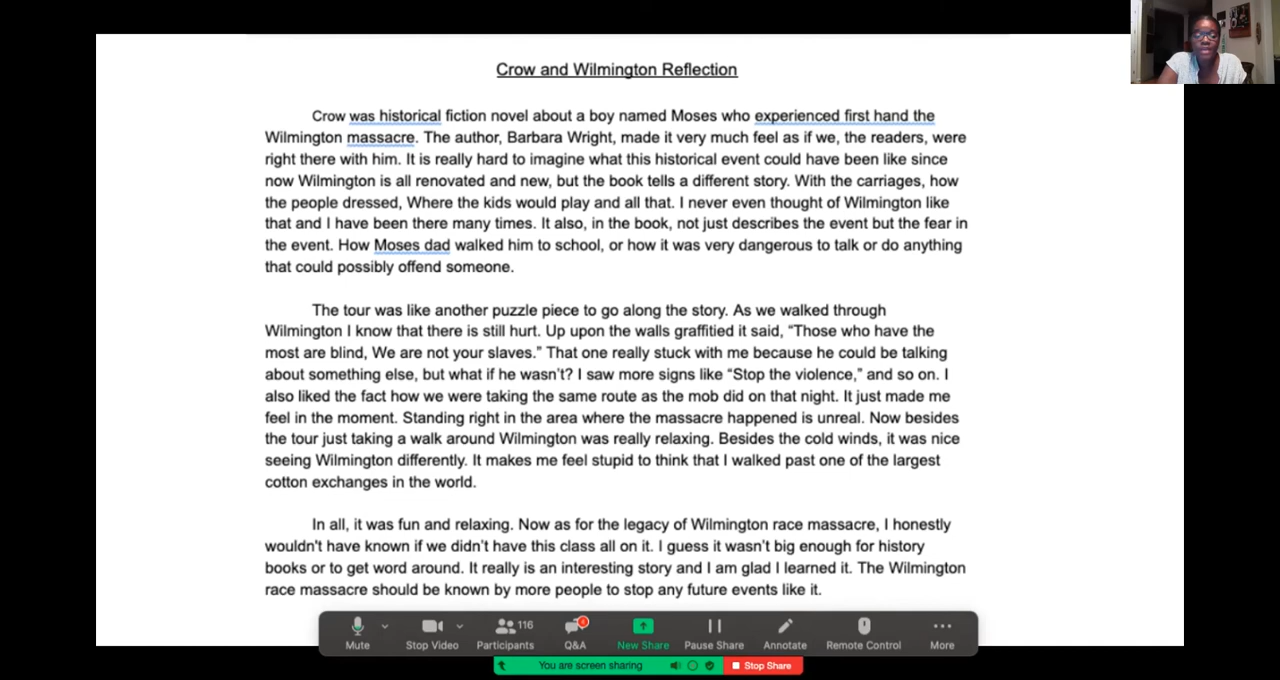 Crow and Wilmington Reflection
Crow was historical fiction novel about a boy named Moses who experienced first hand the
Wilmington massacre. The author, Barbara Wright, made it very much feel as if we, the readers, were
right there with him. It is really hard to imagine what this historical event could have been like since
now Wilmington is all renovated and new, but the book tells a different story. With the carriages, how
the people dressed, Where the kids would play and all that. I never even thought of Wilmington like
that and I have been there many times. It also, in the book, not just describes the event but the fear in
the event. How Moses dad walked him to school, or how it was very dangerous to talk or do anything
that could possibly offend someone.
The tour was like another puzzle piece to go along the story. As we walked through
Wilmington I know that there is still hurt. Up upon the walls graffitied it said, “Those who have the
most are blind, We are not your slaves.” That one really stuck with me because he could be talking
about something else, but what if he wasn’t? I saw more signs like “Stop the violence,” and so on. I
also liked the fact how we were taking the same route as the mob did on that night. It just made me
feel in the moment. Standing right in the area where the massacre happened is unreal. Now besides
the tour just taking a walk around Wilmington was really relaxing. Besides the cold winds, it was nice
seeing Wilmington differently. It makes me feel stupid to think that I walked past one of the largest
cotton exchanges in the world.
In all, it was fun and relaxing. Now as for the legacy of Wilmington race massacre, I honestly
wouldn't have known if we didn’t have this class all on it. I guess it wasn’t big enough for history
books or to get word around. It really is an interesting story and I am glad I learned it. The Wilmington
race massacre should be known by more people to stop any future events like it.
116
Mute Stop Video Participants Q&A New Share Pause Share Annotate Remote Control More
You are screen sharing Stop Share